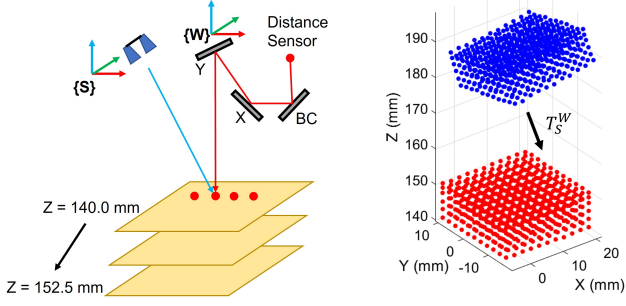 {S}
{W}
Y
Distance
Sensor
X
BC
Z = 140.0 mm
Z = 152.5 mm
Z (mm)
190
180
170
160
150
140
T_S^W
10
0
-10
Y (mm)
0
10
20
X (mm)